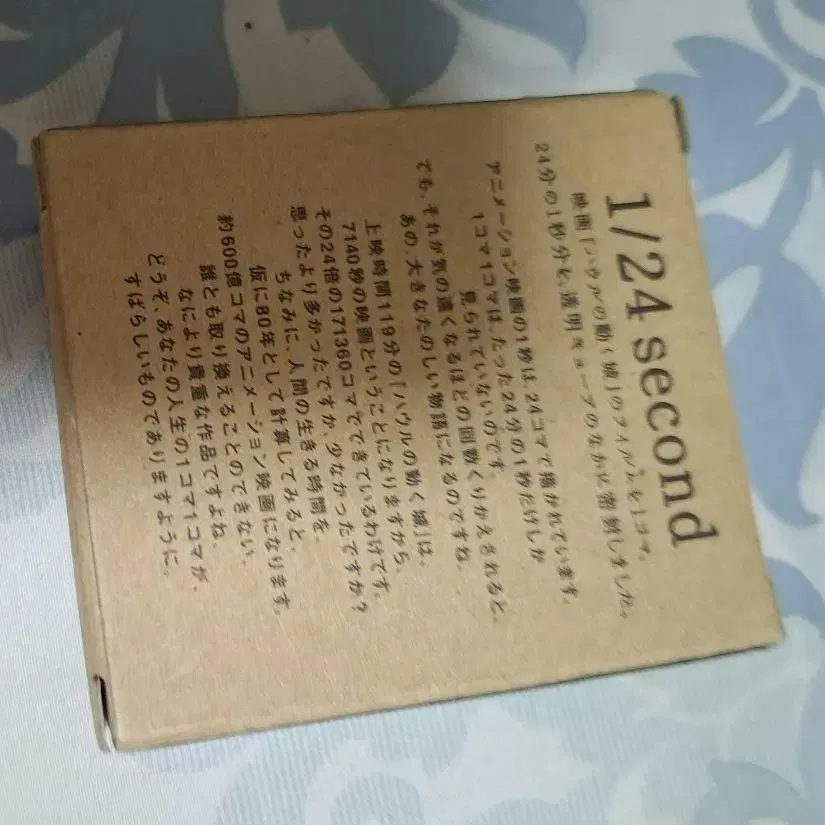 1/24 second
映画「ハウルの動く城」のフィルムを1コマ、
24分の1秒分を、透明キューブのなかに密封しました。
アニメーション映画の1秒は、24コマで描かれています。
1コマ1コマは、たった24分の1秒だけしか
見られていないのです。
でも、それが気の遠くなるほどの回数くりかえされると、
あの、大きなたのしい物語になるのですね。
上映時間119分の「ハウルの動く城」は、
7140秒の映画ということになりますから、
その24倍の171360コマでできているわけです。
思ったより多かったですか、少なかったですか?
ちなみに、人間の生きる時間を、
仮に80年として計算してみると、
約600億コマのアニメーション映画になります。
誰とも取り換えることのできない、
なにより貴重な作品ですよね。
どうぞ、あなたの人生の1コマ1コマが、
すばらしいものでありますように。